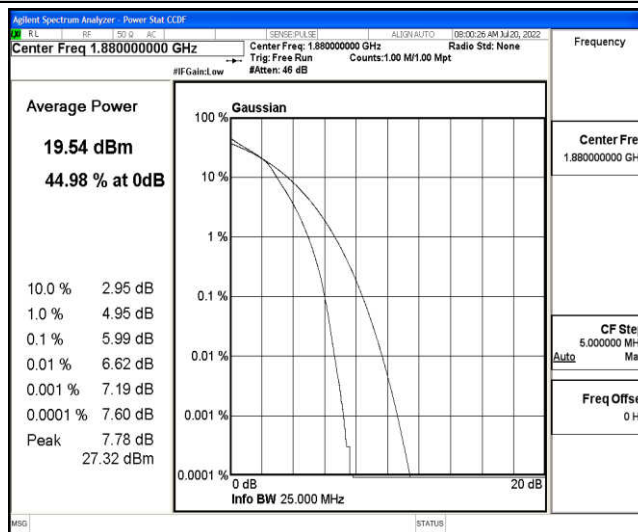 Agilent Spectrum Analyzer - Power Stat CCDF
RL RF 50 Ω AC SENSE:PULSE ALIGN AUTO 08:00:26 AM Jul 20, 2022
Center Freq 1.880000000 GHz Center Freq: 1.880000000 GHz Radio Std: None
Trig: Free Run Counts:1.00 M/1.00 Mpt
#IFGain:Low #Atten: 46 dB
Frequency
Average Power
19.54 dBm
44.98 % at 0dB
10.0 % 2.95 dB
1.0 % 4.95 dB
0.1 % 5.99 dB
0.01 % 6.62 dB
0.001 % 7.19 dB
0.0001 % 7.60 dB
Peak 7.78 dB
27.32 dBm
Gaussian
100 %
10 %
1 %
0.1 %
0.01 %
0.001 %
0.0001 %
0 dB 20 dB
Info BW 25.000 MHz
Center Fre
1.880000000 GH
CF Step
5.000000 MH
Auto Ma
Freq Offse
0 H
MSG STATUS